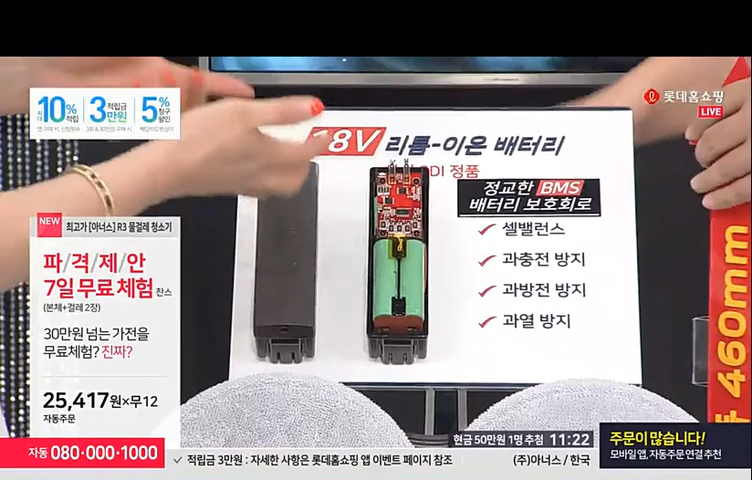 10% 적립
3만원 적립금
5% 청구할인
앱 구매 시, 신한카드
롯데홈쇼핑
LIVE
18V 리튬-이온 배터리
SDI 정품
정교한 BMS
배터리 보호회로
셀밸런스
과충전 방지
과방전 방지
과열 방지
460mm
NEW
최고가 [아너스] R3 물걸레 청소기
파/격/제/안
7일 무료 체험 찬스
(본체+걸레 2장)
30만원 넘는 가전을
무료체험? 진짜?
25,417원×무12
자동주문
자동 080·000·1000
현금 50만원 1명 추첨 11:22
적립금 3만원 : 자세한 사항은 롯데홈쇼핑 앱 이벤트 페이지 참조
(주)아너스 / 한국
주문이 많습니다!
모바일 앱, 자동주문 연결 추천